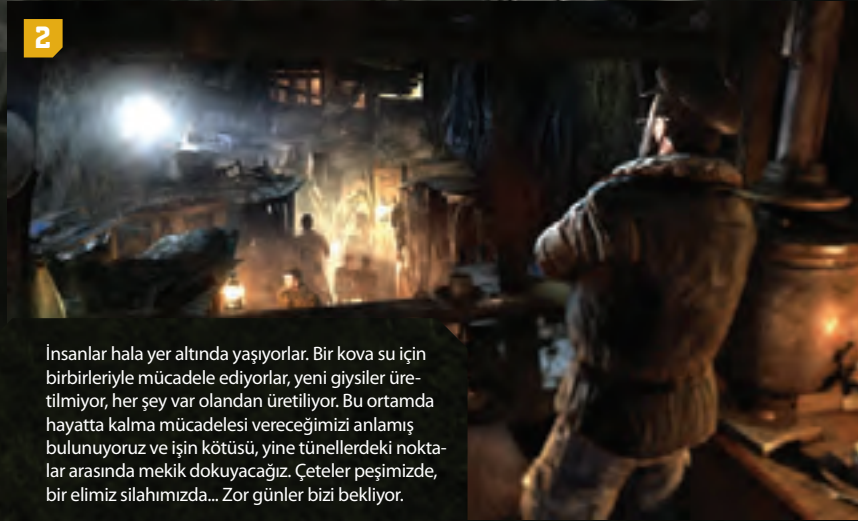 2
İnsanlar hala yer altında yaşıyorlar. Bir kova su için
birbirleriyle mücadele ediyorlar, yeni giysiler üre-
tilmiyor, her şey var olandan üretiliyor. Bu ortamda
hayatta kalma mücadelesi vereceğimizi anlamış
bulunuyoruz ve işin kötüsü, yine tünellerdeki nokta-
lar arasında mekik dokuyacağız. Çeteler peşimizde,
bir elimiz silahımızda... Zor günler bizi bekliyor.